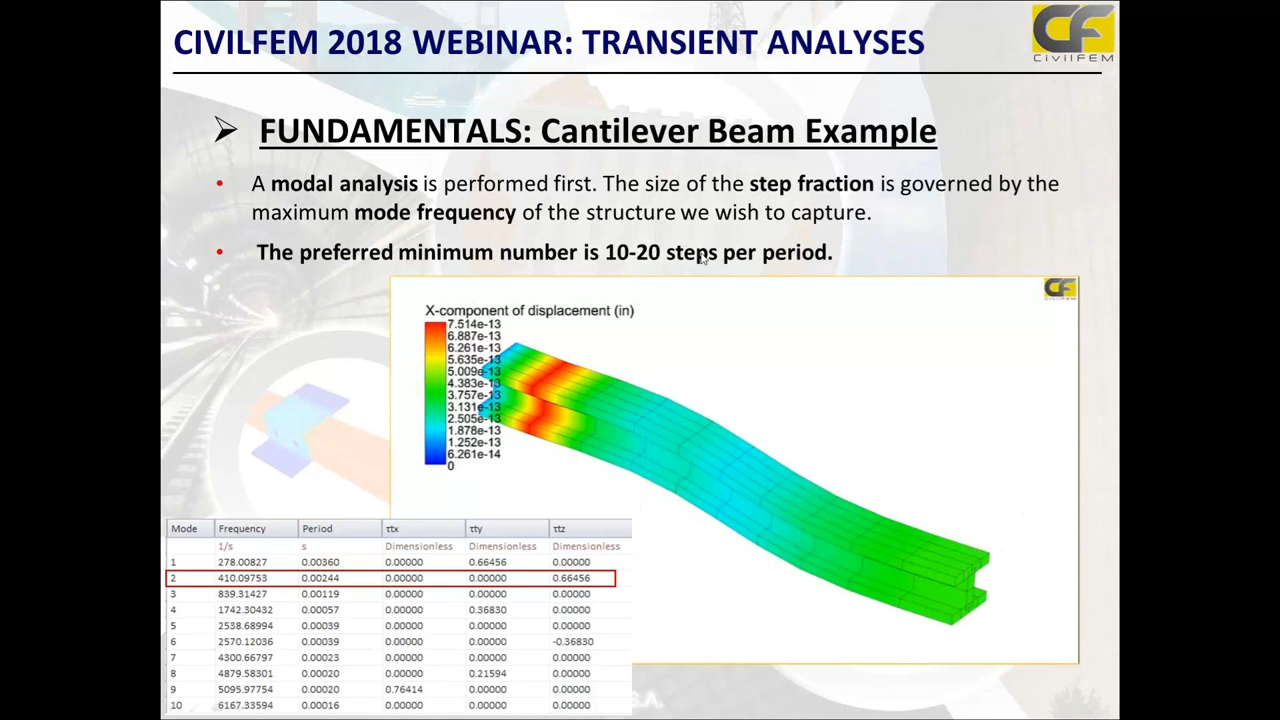 CIVILFEM 2018 WEBINAR: TRANSIENT ANALYSES
CF
CivilFEM
FUNDAMENTALS: Cantilever Beam Example
A modal analysis is performed first. The size of the step fraction is governed by the
maximum mode frequency of the structure we wish to capture.
The preferred minimum number is 10-20 steps per period.
CF
X-component of displacement (in)
7.514e-13
6.887e-13
6.261e-13
5.635e-13
5.009e-13
4.383e-13
3.757e-13
3.131e-13
2.505e-13
1.878e-13
1.252e-13
6.261e-14
0
Mode Frequency Period τtx τty τtz
1/s s Dimensionless Dimensionless Dimensionless
1 278.00827 0.00360 0.00000 0.66456 0.00000
2 410.09753 0.00244 0.00000 0.00000 0.66456
3 839.31427 0.00119 0.00000 0.00000 0.00000
4 1742.30432 0.00057 0.00000 0.36830 0.00000
5 2538.68994 0.00039 0.00000 0.00000 0.00000
6 2570.12036 0.00039 0.00000 0.00000 -0.36830
7 4300.66797 0.00023 0.00000 0.00000 0.00000
8 4879.58301 0.00020 0.00000 0.21594 0.00000
9 5095.97754 0.00020 0.76414 0.00000 0.00000
10 6167.33594 0.00016 0.00000 0.00000 0.00000